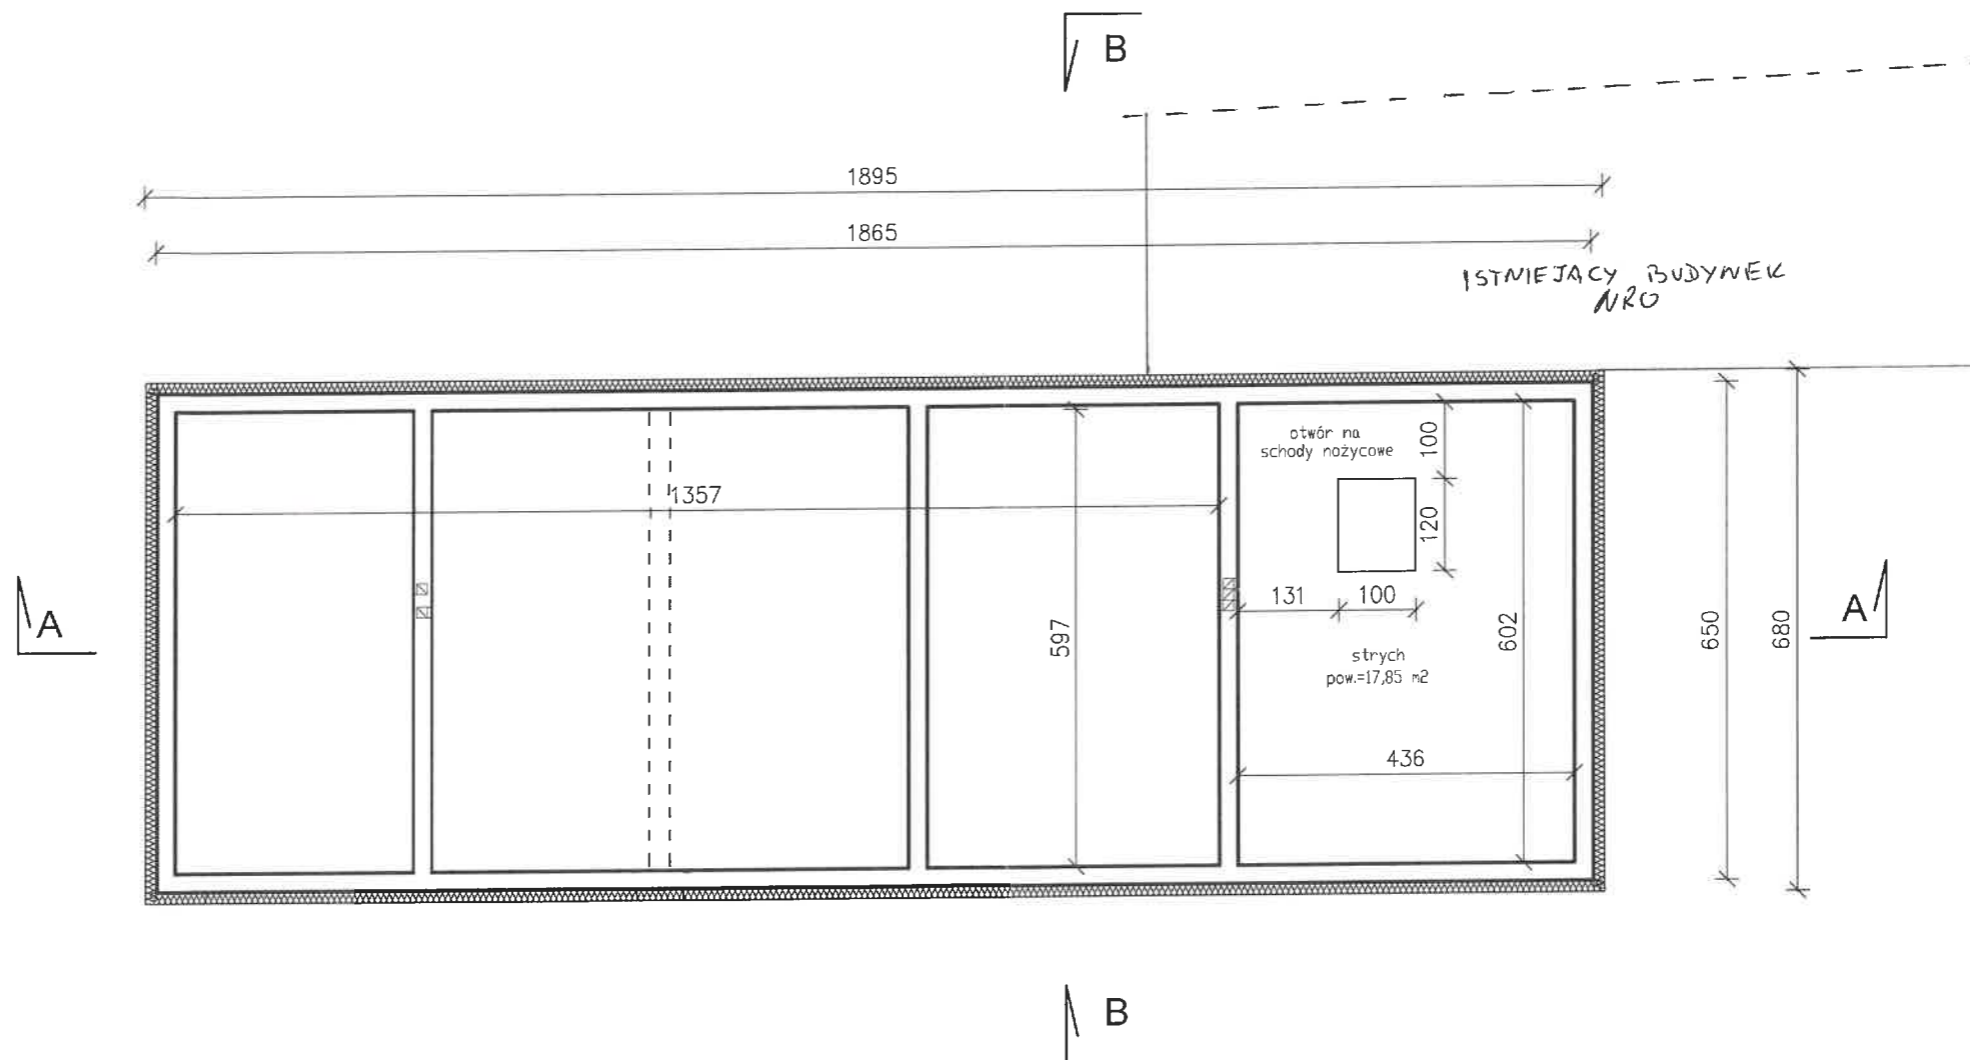 B
1895
1865
ISTNIEJĄCY BUDYNEK
NRO
otwór na
schody nożycowe
100
1357
120
131
100
A
597
602
650
680
A
strych
pow.=17,85 m2
436
B